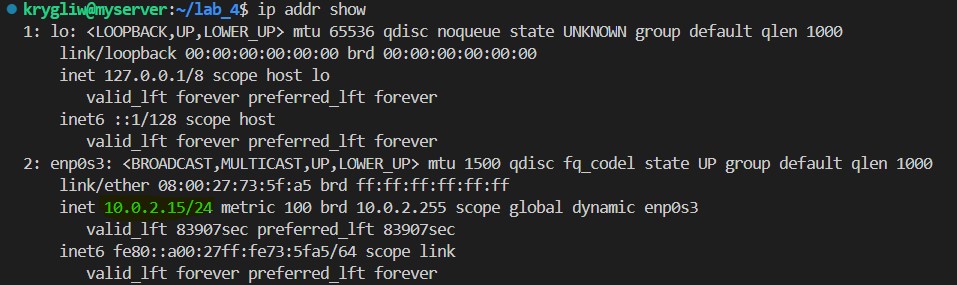 krygliw@myserver:~/lab_4$ ip addr show
1: lo: <LOOPBACK,UP,LOWER_UP> mtu 65536 qdisc noqueue state UNKNOWN group default qlen 1000
link/loopback 00:00:00:00:00:00 brd 00:00:00:00:00:00
inet 127.0.0.1/8 scope host lo
valid_lft forever preferred_lft forever
inet6 ::1/128 scope host
valid_lft forever preferred_lft forever
2: enp0s3: <BROADCAST,MULTICAST,UP,LOWER_UP> mtu 1500 qdisc fq_codel state UP group default qlen 1000
link/ether 08:00:27:73:5f:a5 brd ff:ff:ff:ff:ff:ff
inet 10.0.2.15/24 metric 100 brd 10.0.2.255 scope global dynamic enp0s3
valid_lft 83907sec preferred_lft 83907sec
inet6 fe80::a00:27ff:fe73:5fa5/64 scope link
valid_lft forever preferred_lft forever